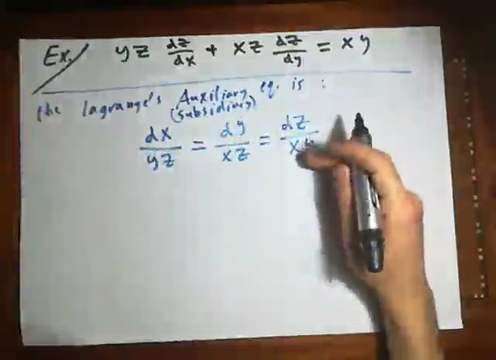 Ex. yz dz/dx + xz dz/dy = xy
the lagrange's Auxiliary eq. is :
(subsidiary)
dx/yz = dy/xz = dz/xy